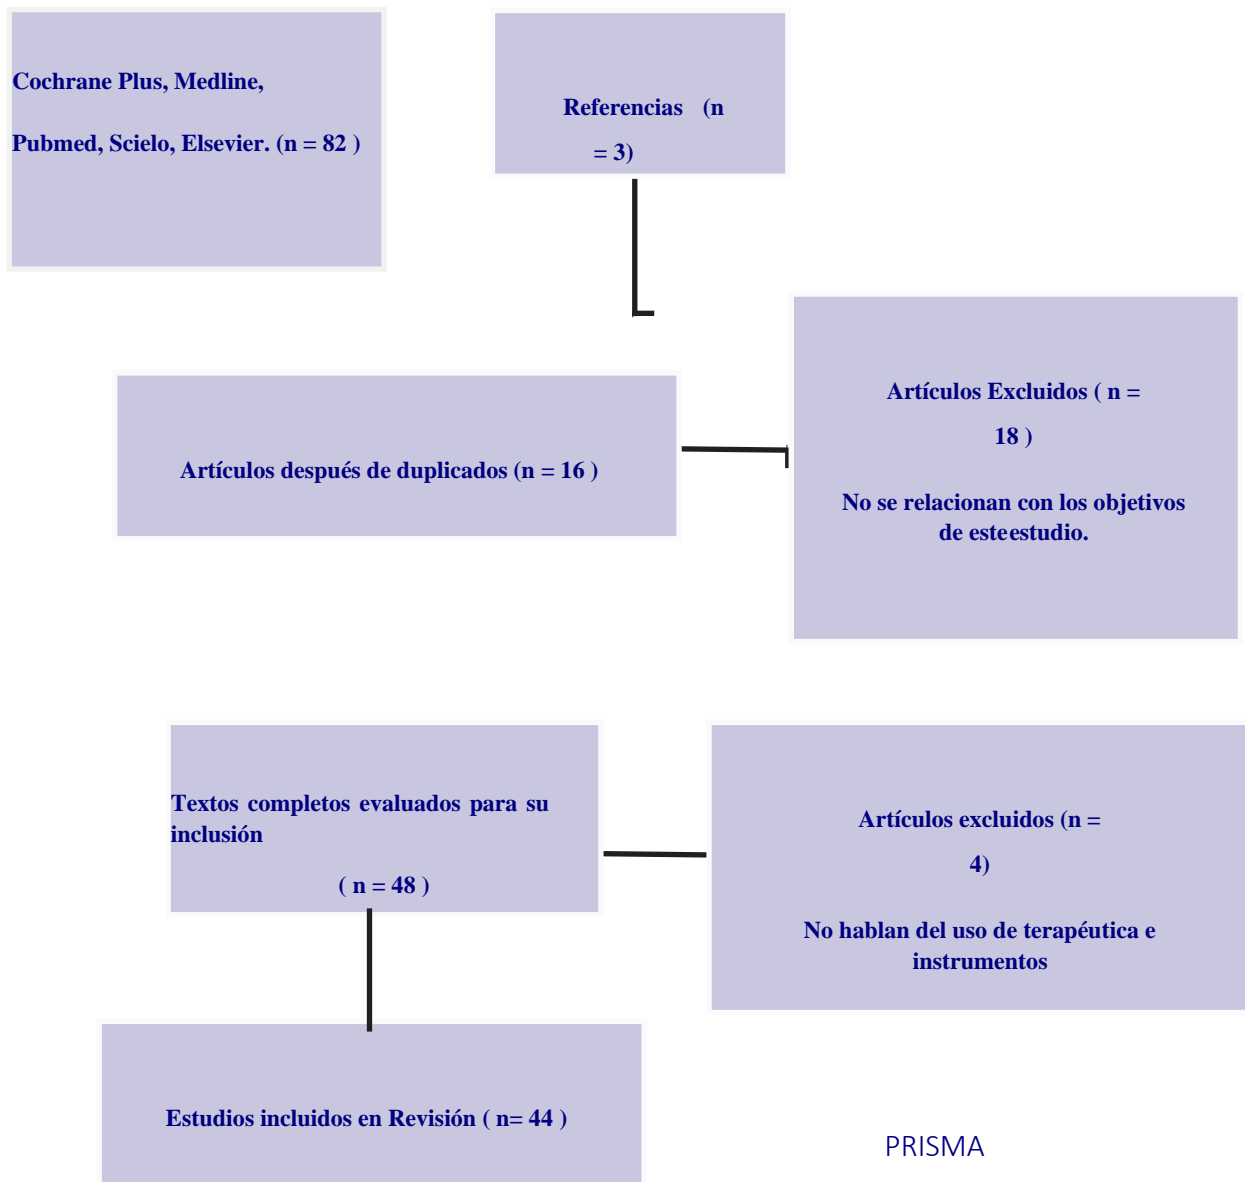 Cochrane Plus, Medline,
Pubmed, Scielo, Elsevier. (n = 82 )
Referencias (n
= 3)
Artículos después de duplicados (n = 16 )
Artículos Excluidos ( n =
18 )
No se relacionan con los objetivos
de esteestudio.
Textos completos evaluados para su
inclusión
( n = 48 )
Artículos excluidos (n =
4)
No hablan del uso de terapéutica e
instrumentos
Estudios incluidos en Revisión ( n= 44 )
PRISMA